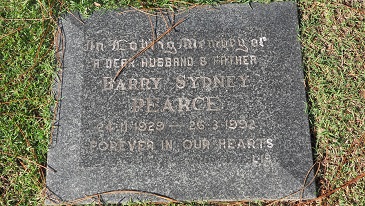 In Loving Memory of
A DEAR HUSBAND & FATHER
BARRY SYDNEY
PEARCE
24·11·1929 — 26·3·1992
FOREVER IN OUR HEARTS